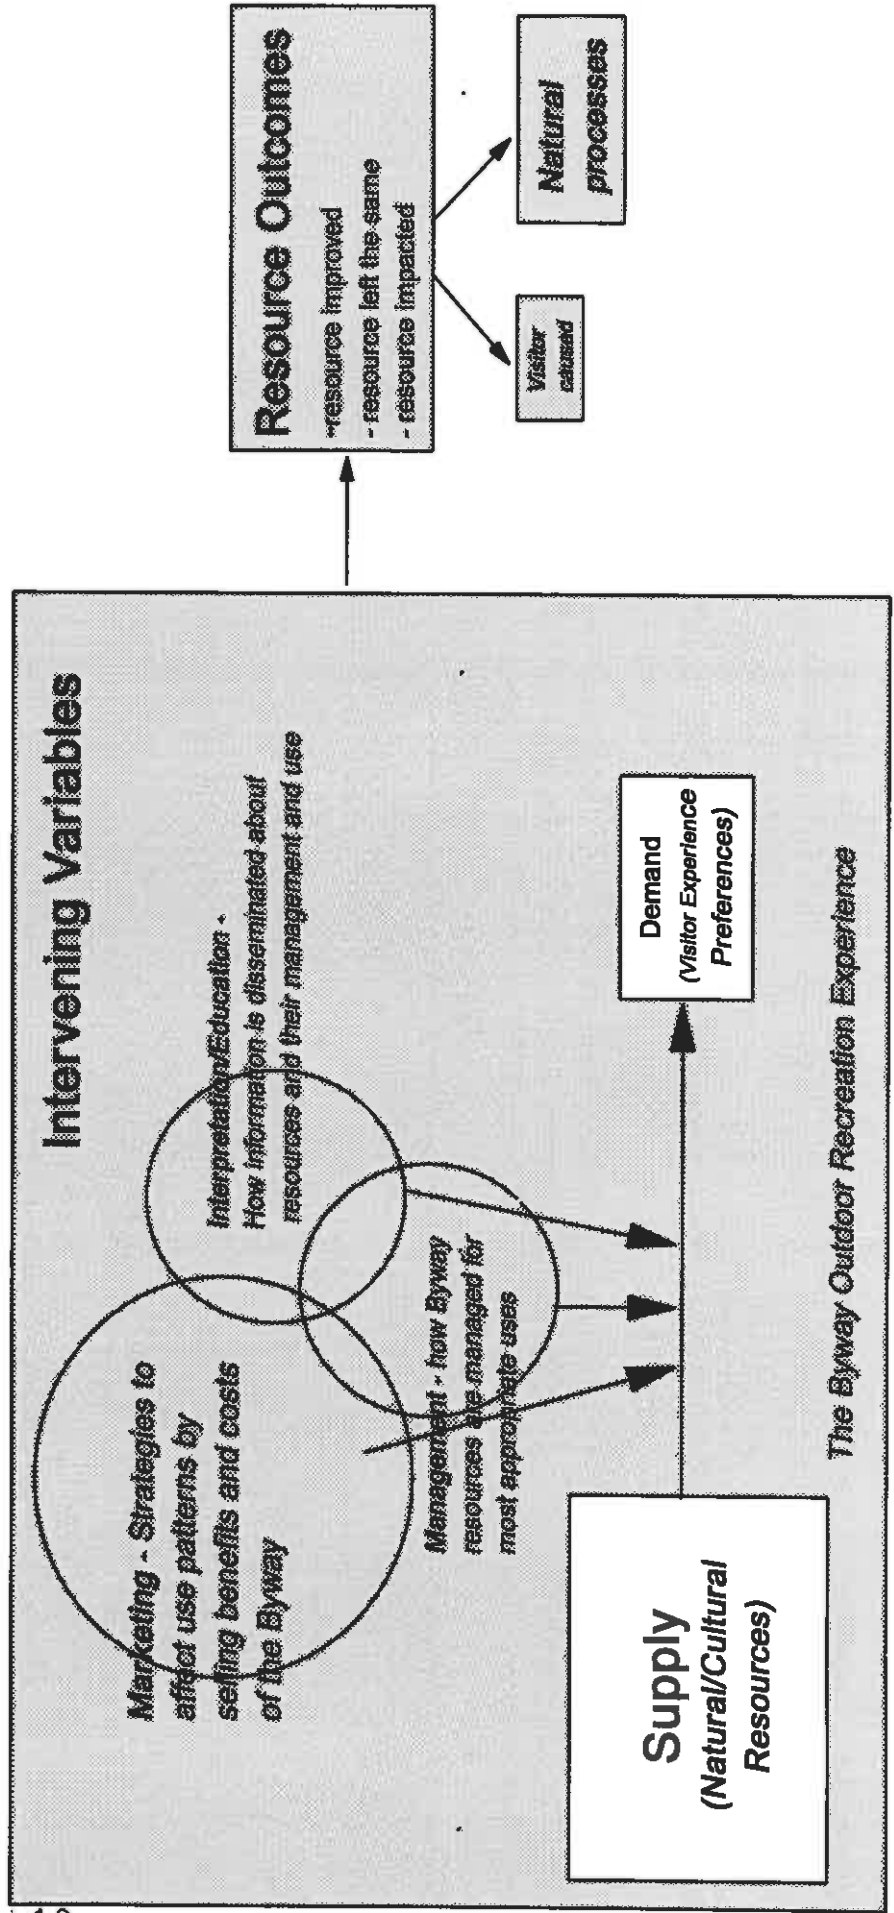 Intervening Variables
Marketing - Strategies to
affect use patterns by
selling benefits and costs
of the Byway
Interpretation/Education -
How information is disseminated about
resources and their management and use
Management - how Byway
resources are managed for
most appropriate uses
Supply
(Natural/Cultural
Resources)
Demand
(Visitor Experience
Preferences)
The Byway Outdoor Recreation Experience
Resource Outcomes
-resource improved
- resource left the same
- resource impacted
Visitor
caused
Natural
processes